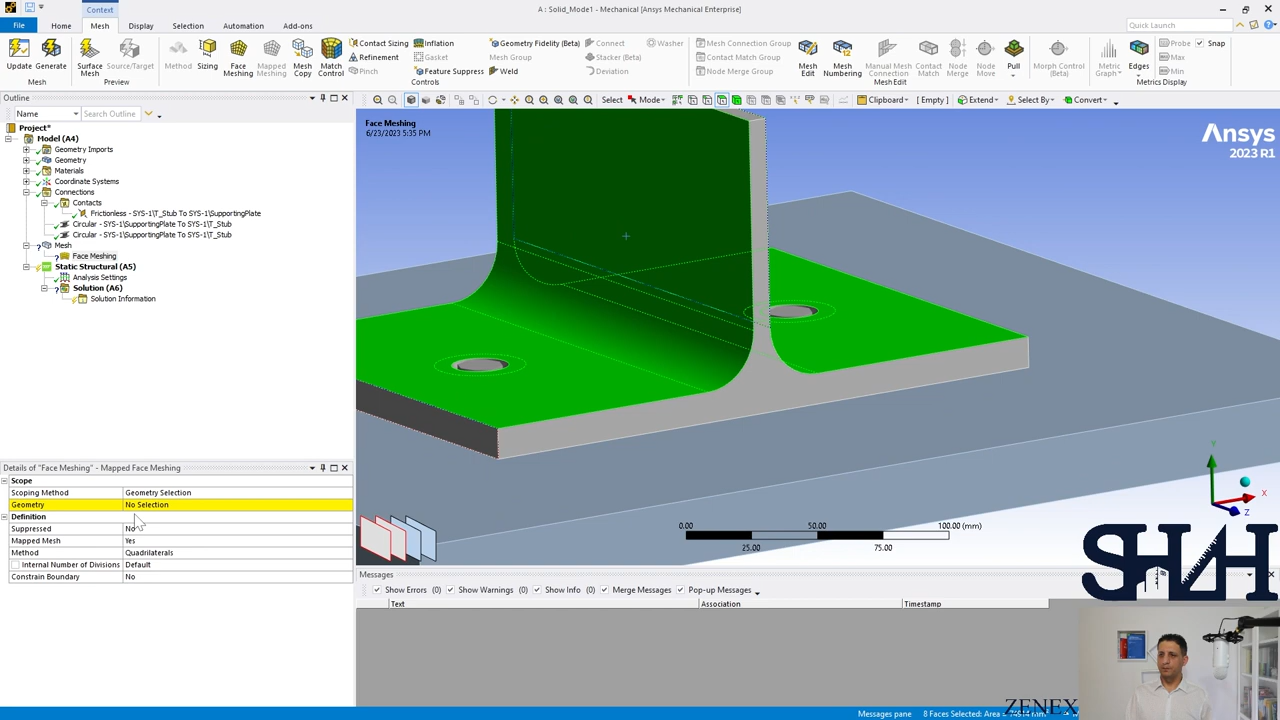 Context
A : Solid_Mode1 - Mechanical [Ansys Mechanical Enterprise]
File Home Mesh Display Selection Automation Add-ons
Quick Launch
Update Generate Surface Mesh Source/Target Method Sizing Face Meshing Mapped Meshing Mesh Copy Match Control
Contact Sizing Inflation Geometry Fidelity (Beta) Connect Washer Mesh Connection Group Probe Snap
Refinement Gasket Mesh Group Stacker (Beta) Contact Match Group Max
Pinch Feature Suppress Weld Deviation Node Merge Group Min
Mesh Edit Mesh Numbering Manual Mesh Connection Contact Match Node Merge Node Move Pull Morph Control (Beta) Metric Graph Edges
Mesh Preview Controls Mesh Edit Metrics Display
Outline
Select Mode Clipboard [ Empty ] Extend Select By Convert
Name Search Outline
Project*
Model (A4)
Geometry Imports
Geometry
Materials
Coordinate Systems
Connections
Contacts
Frictionless - SYS-1\T_Stub To SYS-1\SupportingPlate
Circular - SYS-1\SupportingPlate To SYS-1\T_Stub
Circular - SYS-1\SupportingPlate To SYS-1\T_Stub
Mesh
Face Meshing
Static Structural (A5)
Analysis Settings
Solution (A6)
Solution Information
Face Meshing
6/23/2023 5:35 PM
Ansys
2023 R1
Details of "Face Meshing" - Mapped Face Meshing
Scope
Scoping Method Geometry Selection
Geometry No Selection
Definition
Suppressed No
Mapped Mesh Yes
Method Quadrilaterals
Internal Number of Divisions Default
Constrain Boundary No
0.00 50.00 100.00 (mm)
25.00 75.00
Y
X
Z
Messages
Show Errors (0) Show Warnings (0) Show Info (0) Merge Messages Pop-up Messages
Text Association Timestamp
ZENEX
Messages pane 8 Faces Selected: Area =